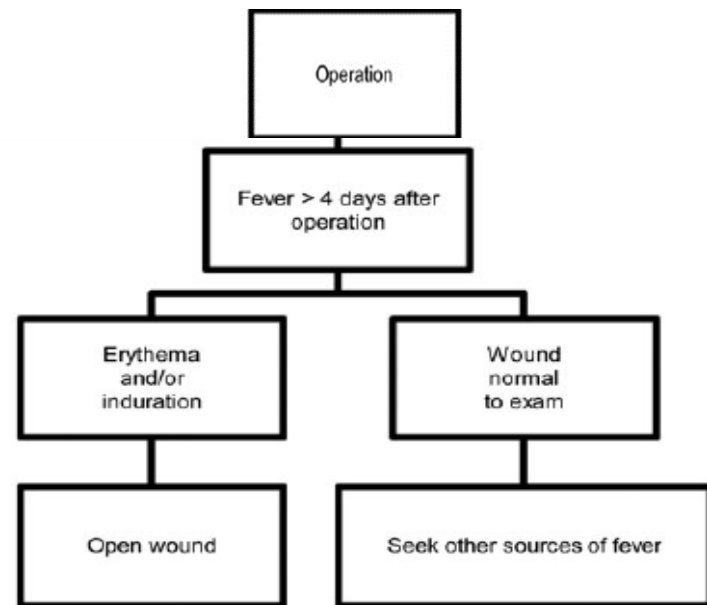 Operation
Fever > 4 days after
operation
Erythema
and/or
induration
Wound
normal
to exam
Open wound
Seek other sources of fever